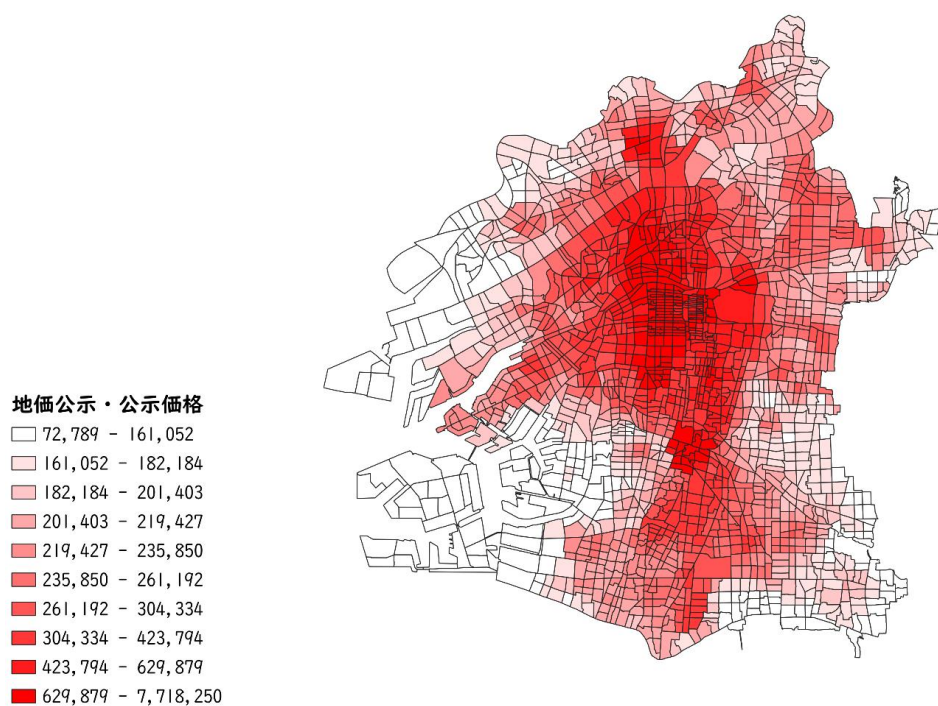 地価公示・公示価格
72,789 - 161,052
161,052 - 182,184
182,184 - 201,403
201,403 - 219,427
219,427 - 235,850
235,850 - 261,192
261,192 - 304,334
304,334 - 423,794
423,794 - 629,879
629,879 - 7,718,250